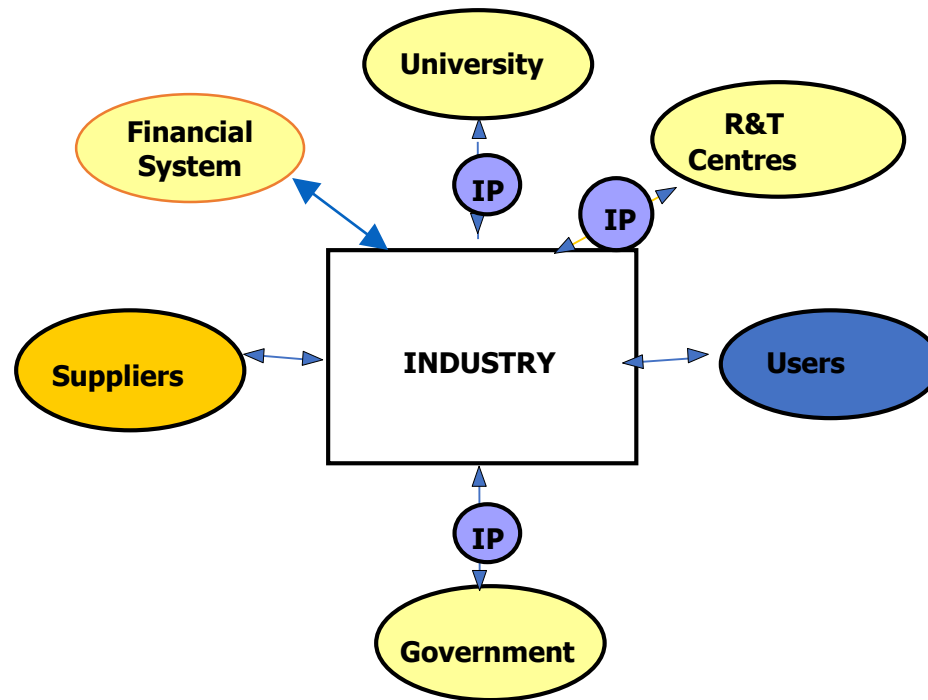 University
Financial
System
R&T
Centres
IP
IP
Suppliers
INDUSTRY
Users
IP
Government